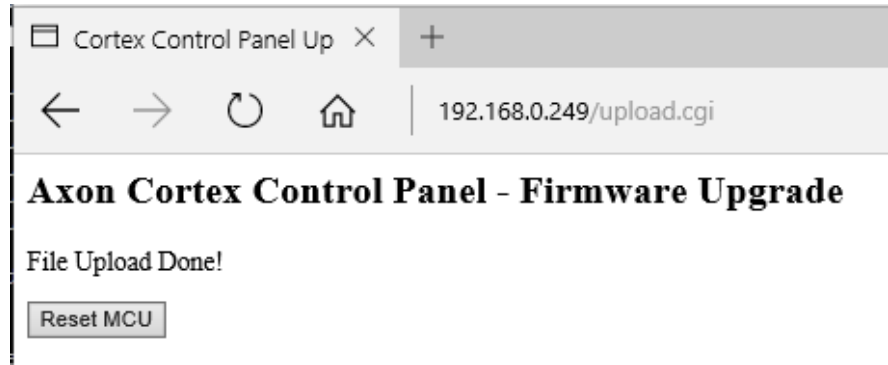 Cortex Control Panel Up
192.168.0.249/upload.cgi
Axon Cortex Control Panel - Firmware Upgrade
File Upload Done!
Reset MCU